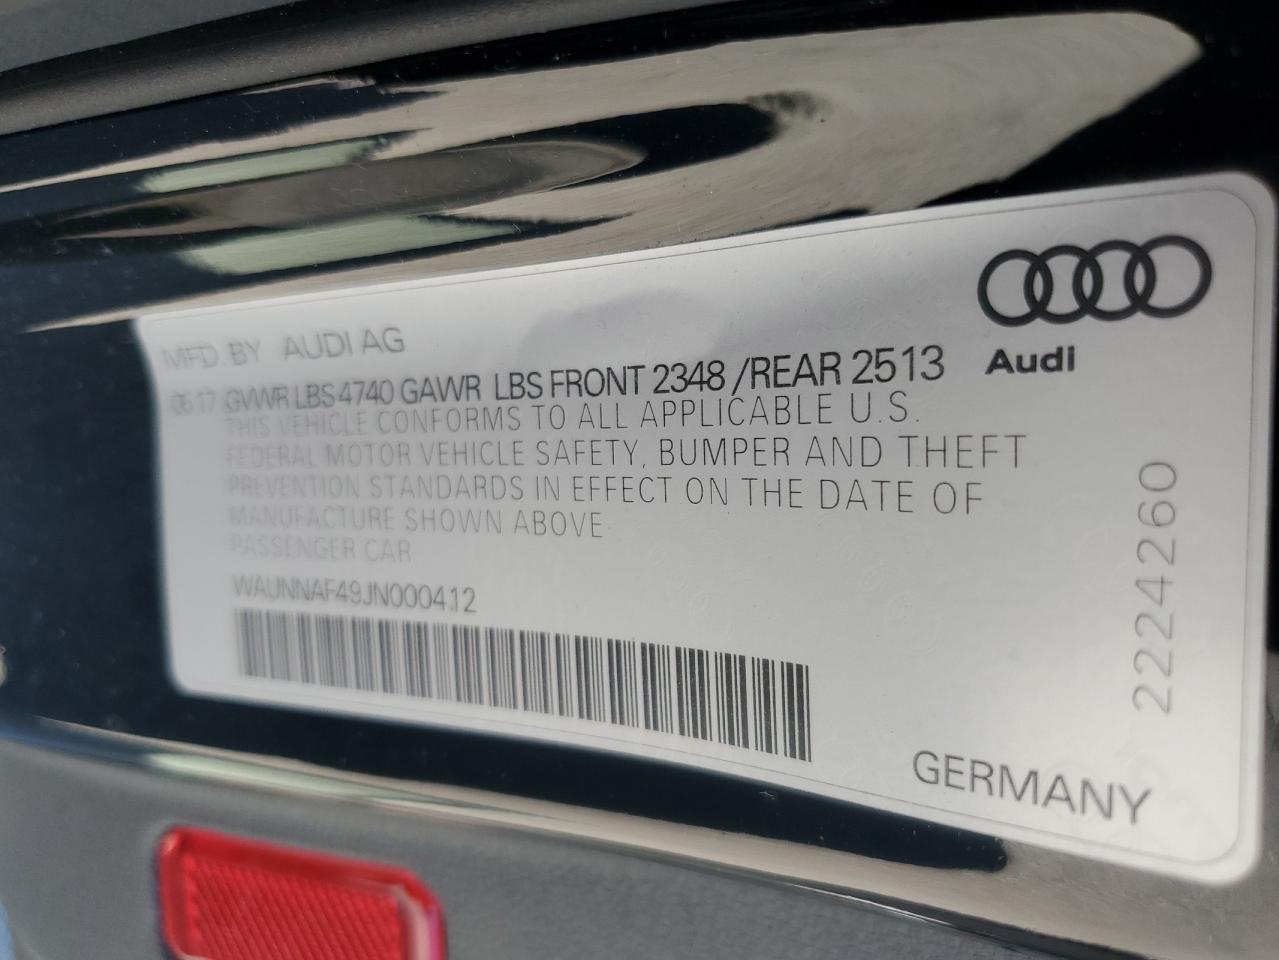 MFD. BY AUDI AG
06 17 GVWR LBS 4740 GAWR LBS FRONT 2348 /REAR 2513
THIS VEHICLE CONFORMS TO ALL APPLICABLE U.S.
FEDERAL MOTOR VEHICLE SAFETY, BUMPER AND THEFT
PREVENTION STANDARDS IN EFFECT ON THE DATE OF
MANUFACTURE SHOWN ABOVE
PASSENGER CAR
WAUNNAF49JN000412
Audi
2224260
GERMANY